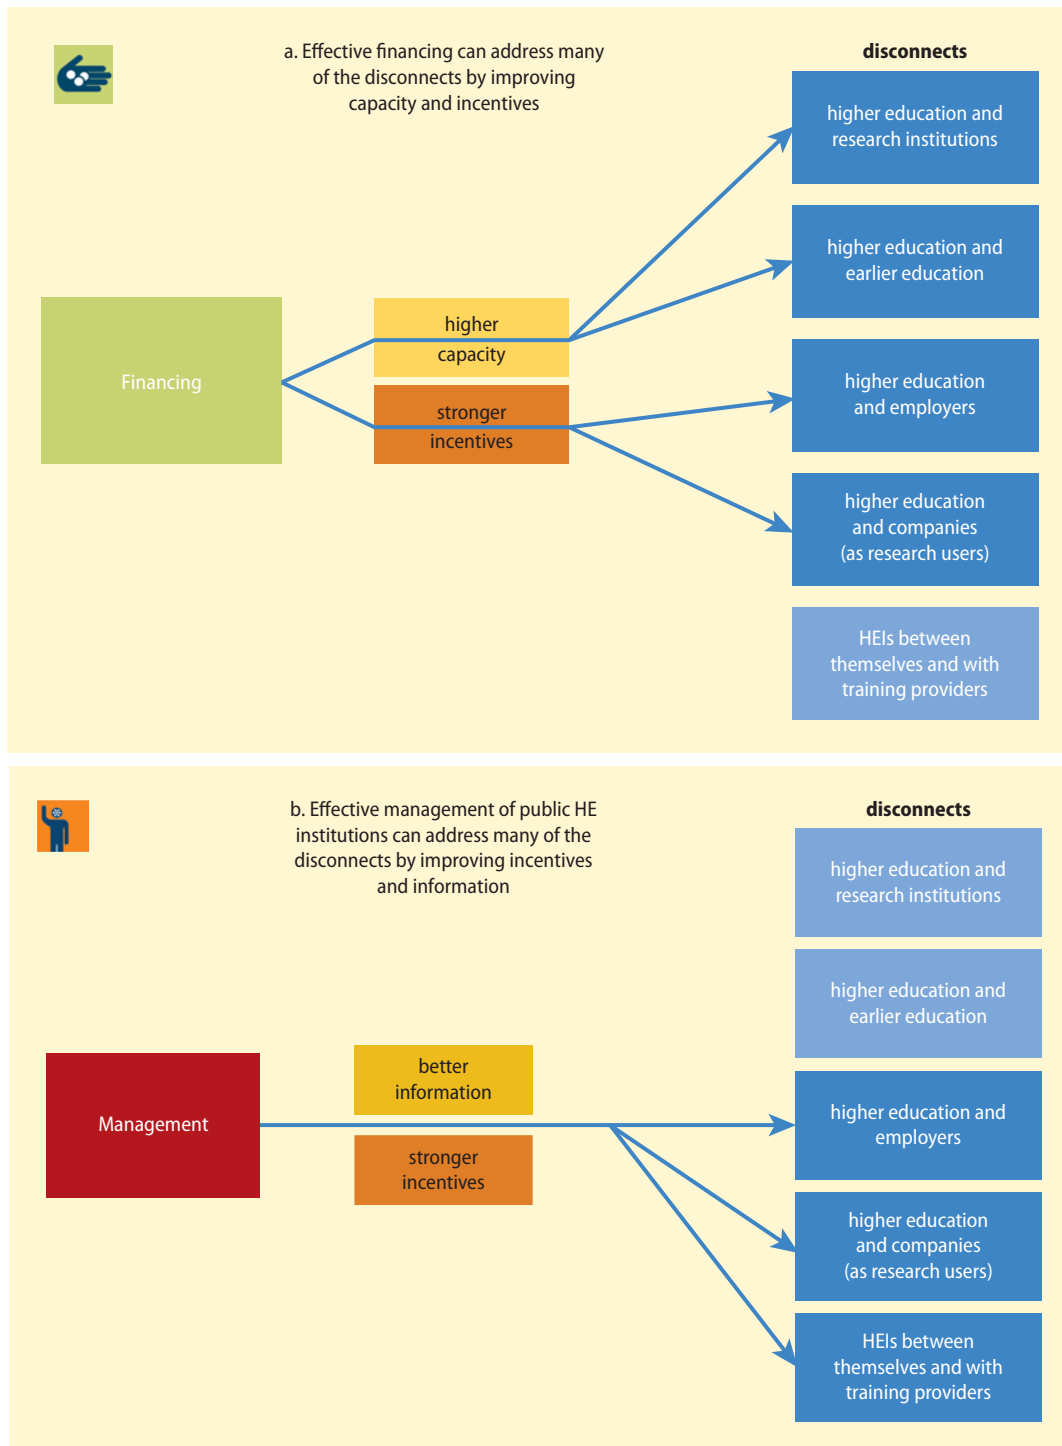 a. Effective financing can address many
of the disconnects by improving
capacity and incentives
disconnects
higher education and
research institutions
higher education and
earlier education
Financing
higher
capacity
stronger
incentives
higher education
and employers
higher education
and companies
(as research users)
HEIs between
themselves and with
training providers
b. Effective management of public HE
institutions can address many of the
disconnects by improving incentives
and information
disconnects
higher education and
research institutions
higher education and
earlier education
Management
better
information
stronger
incentives
higher education and
employers
higher education
and companies
(as research users)
HEIs between
themselves and with
training providers